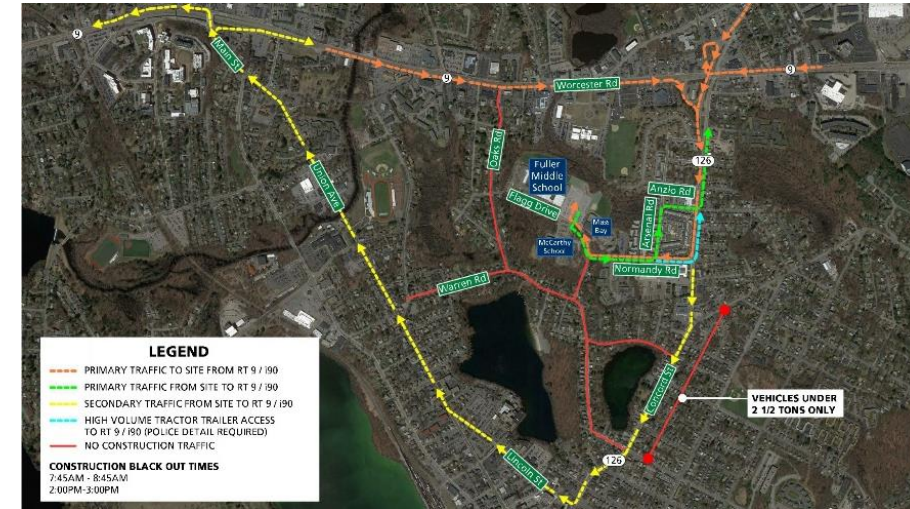 9
Main St
9
Worcester Rd
9
Oaks Rd
126
Fuller
Middle
School
Anzio Rd
Flagg Drive
Arsenal Rd
Main
Bay
McCarthy
School
Normandy Rd
Union Ave
Warren Rd
Concord St
126
Lincoln St
VEHICLES UNDER
2 1/2 TONS ONLY
LEGEND
PRIMARY TRAFFIC TO SITE FROM RT 9 / i90
PRIMARY TRAFFIC FROM SITE TO RT 9 / i90
SECONDARY TRAFFIC FROM SITE TO RT 9 / i90
HIGH VOLUME TRACTOR TRAILER ACCESS
TO RT 9 / i90 (POLICE DETAIL REQUIRED)
NO CONSTRUCTION TRAFFIC
CONSTRUCTION BLACK OUT TIMES
7:45AM - 8:45AM
2:00PM-3:00PM